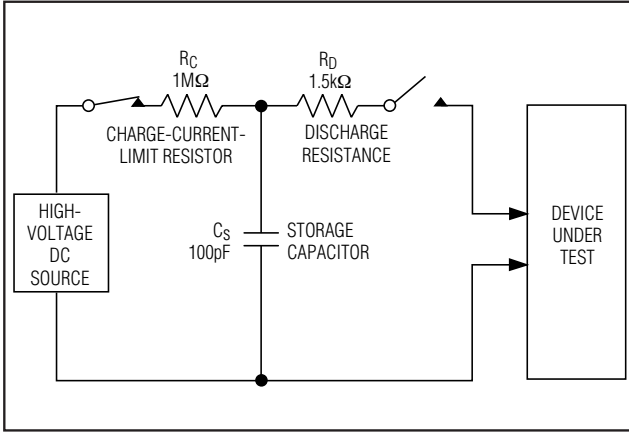 R_C
1MΩ
R_D
1.5kΩ
CHARGE-CURRENT-
LIMIT RESISTOR
DISCHARGE
RESISTANCE
HIGH-
VOLTAGE
DC
SOURCE
C_S
100pF
STORAGE
CAPACITOR
DEVICE
UNDER
TEST